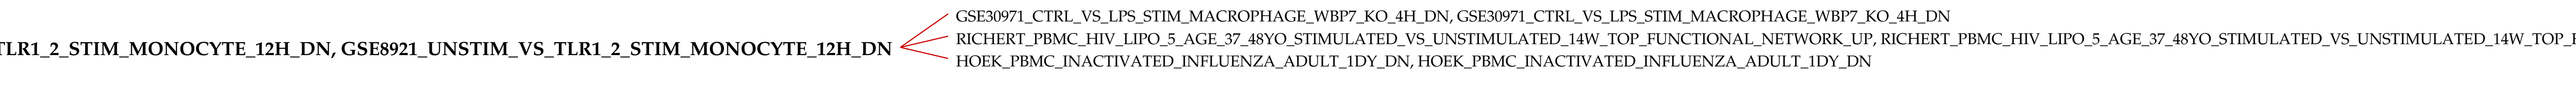 TLR1_2_STIM_MONOCYTE_12H_DN, GSE8921_UNSTIM_VS_TLR1_2_STIM_MONOCYTE_12H_DN
GSE30971_CTRL_VS_LPS_STIM_MACROPHAGE_WBP7_KO_4H_DN, GSE30971_CTRL_VS_LPS_STIM_MACROPHAGE_WBP7_KO_4H_DN
RICHERT_PBMC_HIV_LIPO_5_AGE_37_48YO_STIMULATED_VS_UNSTIMULATED_14W_TOP_FUNCTIONAL_NETWORK_UP, RICHERT_PBMC_HIV_LIPO_5_AGE_37_48YO_STIMULATED_VS_UNSTIMULATED_14W_TOP_
HOEK_PBMC_INACTIVATED_INFLUENZA_ADULT_1DY_DN, HOEK_PBMC_INACTIVATED_INFLUENZA_ADULT_1DY_DN